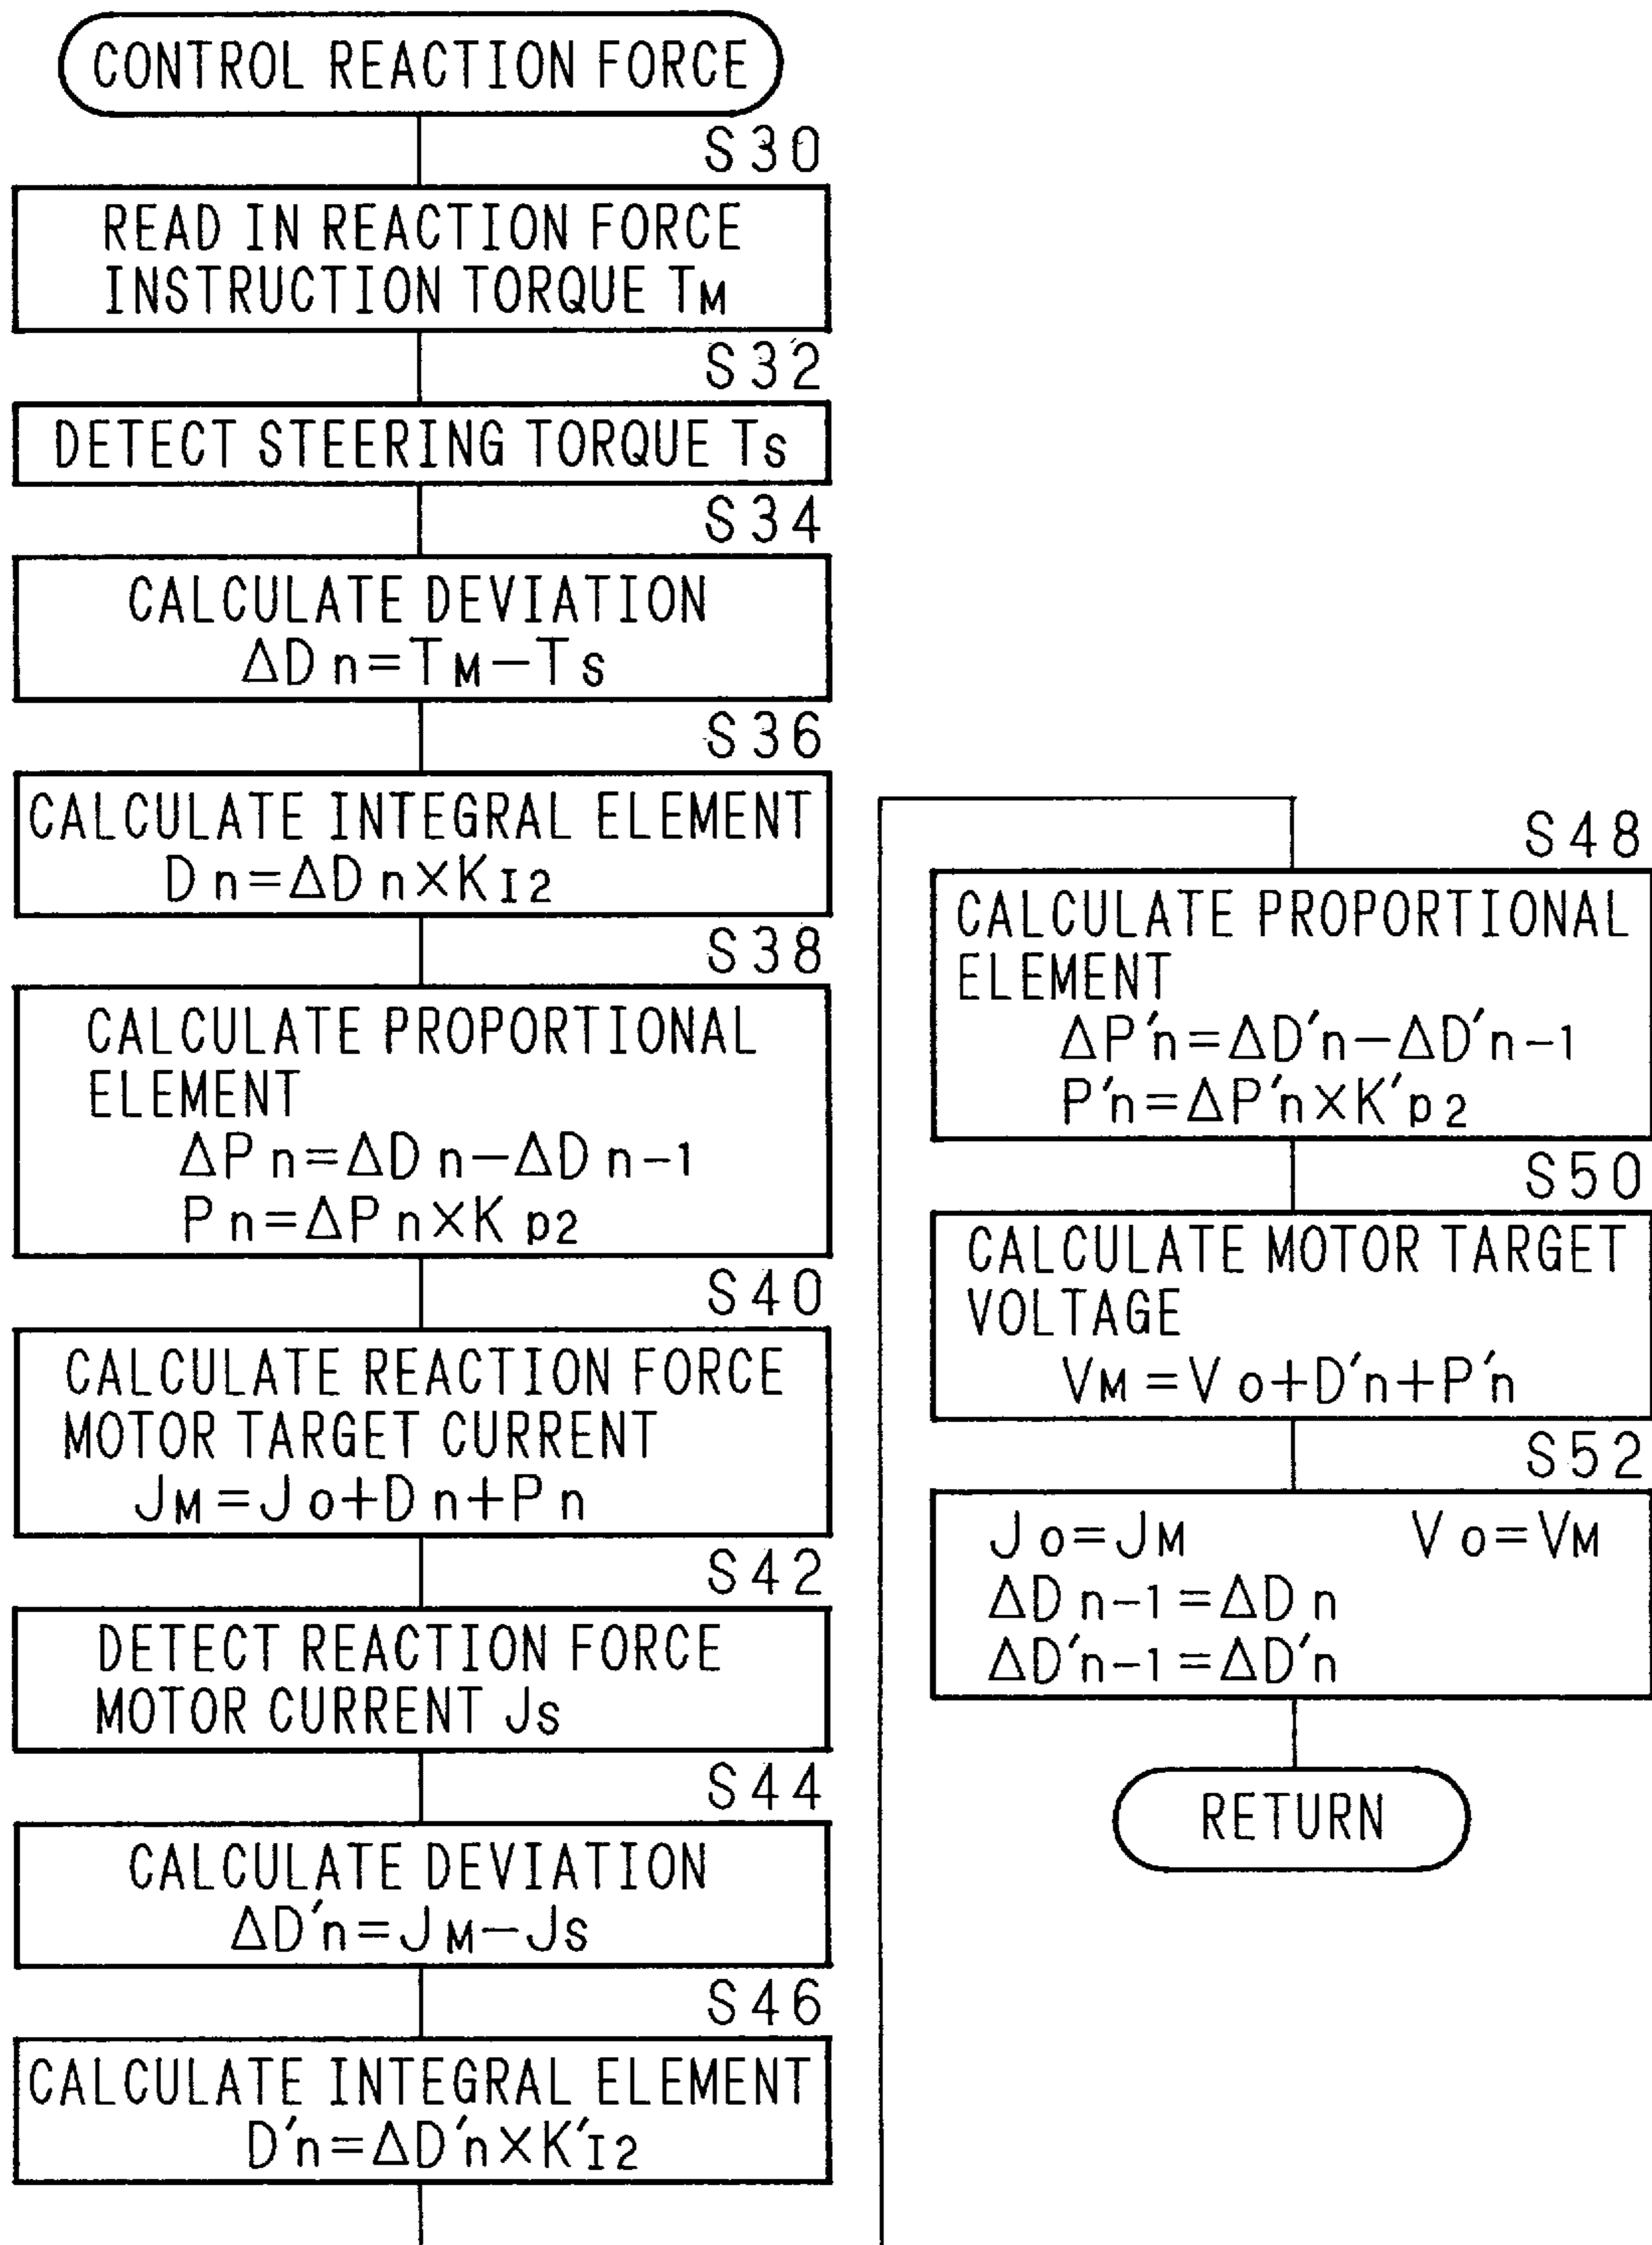 CONTROL REACTION FORCE
S30
READ IN REACTION FORCE
INSTRUCTION TORQUE TM
S32
DETECT STEERING TORQUE TS
S34
CALCULATE DEVIATION
ΔDn=TM−TS
S36
CALCULATE INTEGRAL ELEMENT
Dn=ΔDn×KI2
S38
CALCULATE PROPORTIONAL
ELEMENT
ΔPn=ΔDn−ΔDn-1
Pn=ΔPn×Kp2
S40
CALCULATE REACTION FORCE
MOTOR TARGET CURRENT
JM=Jo+Dn+Pn
S42
DETECT REACTION FORCE
MOTOR CURRENT JS
S44
CALCULATE DEVIATION
ΔD'n=JM−JS
S46
CALCULATE INTEGRAL ELEMENT
D'n=ΔD'n×K'I2
S48
CALCULATE PROPORTIONAL
ELEMENT
ΔP'n=ΔD'n−ΔD'n-1
P'n=ΔP'n×K'p2
S50
CALCULATE MOTOR TARGET
VOLTAGE
VM=Vo+D'n+P'n
S52
Jo=JM Vo=VM
ΔDn-1=ΔDn
ΔD'n-1=ΔD'n
RETURN